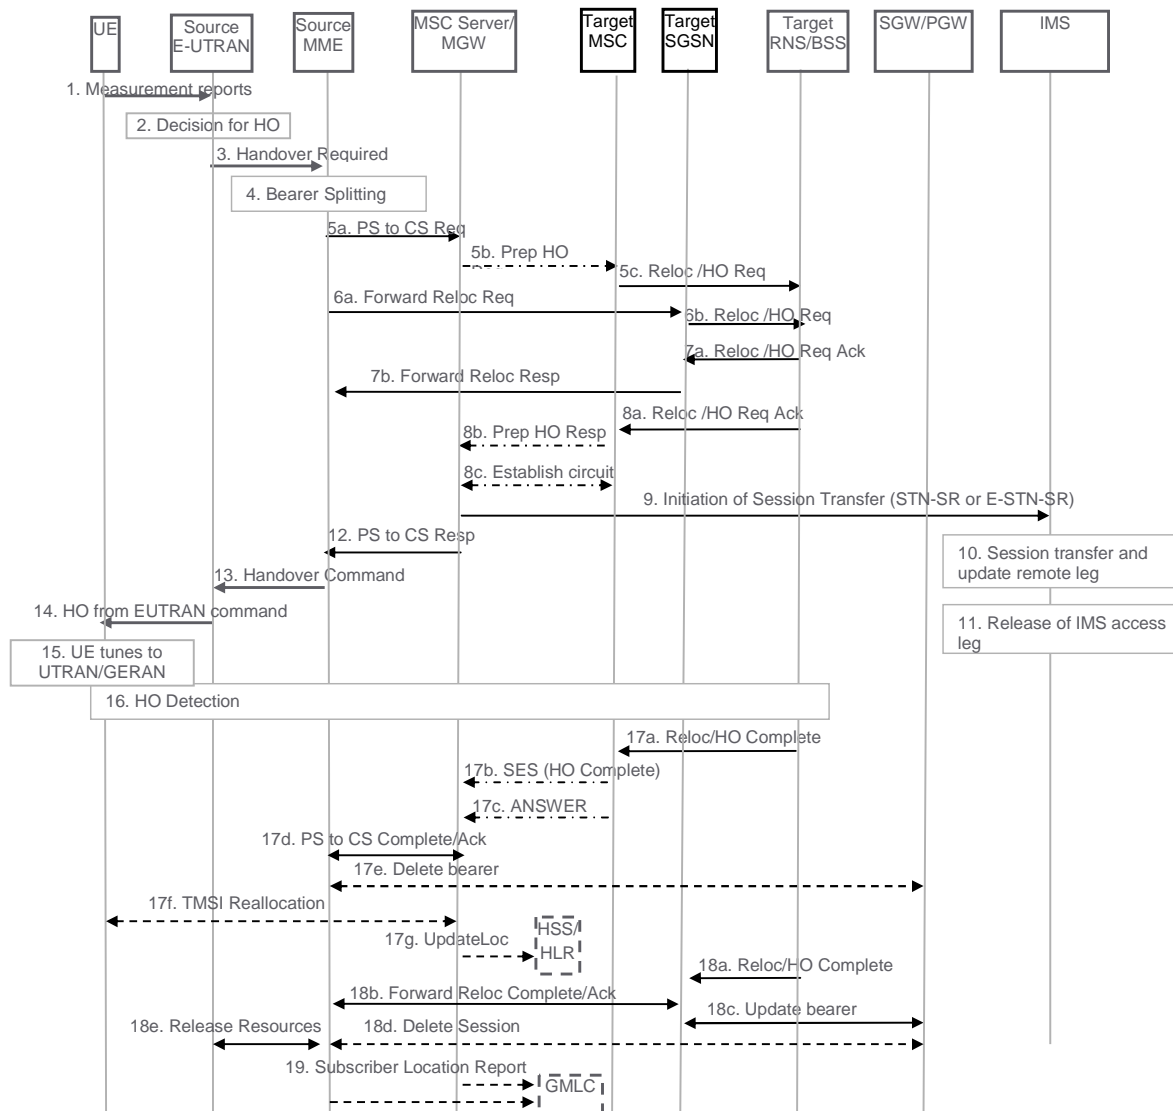 UE
Source
E-UTRAN
Source
MME
MSC Server/
MGW
Target
MSC
Target
SGSN
Target
RNS/BSS
SGW/PGW
IMS
1. Measurement reports
2. Decision for HO
3. Handover Required
4. Bearer Splitting
5a. PS to CS Req
5b. Prep HO
5c. Reloc /HO Req
6a. Forward Reloc Req
6b. Reloc /HO Req
7a. Reloc /HO Req Ack
7b. Forward Reloc Resp
8a. Reloc /HO Req Ack
8b. Prep HO Resp
8c. Establish circuit
9. Initiation of Session Transfer (STN-SR or E-STN-SR)
12. PS to CS Resp
10. Session transfer and
update remote leg
13. Handover Command
14. HO from EUTRAN command
11. Release of IMS access
leg
15. UE tunes to
UTRAN/GERAN
16. HO Detection
17a. Reloc/HO Complete
17b. SES (HO Complete)
17c. ANSWER
17d. PS to CS Complete/Ack
17e. Delete bearer
17f. TMSI Reallocation
HSS/
HLR
17g. UpdateLoc
18a. Reloc/HO Complete
18b. Forward Reloc Complete/Ack
18c. Update bearer
18e. Release Resources
18d. Delete Session
19. Subscriber Location Report
GMLC